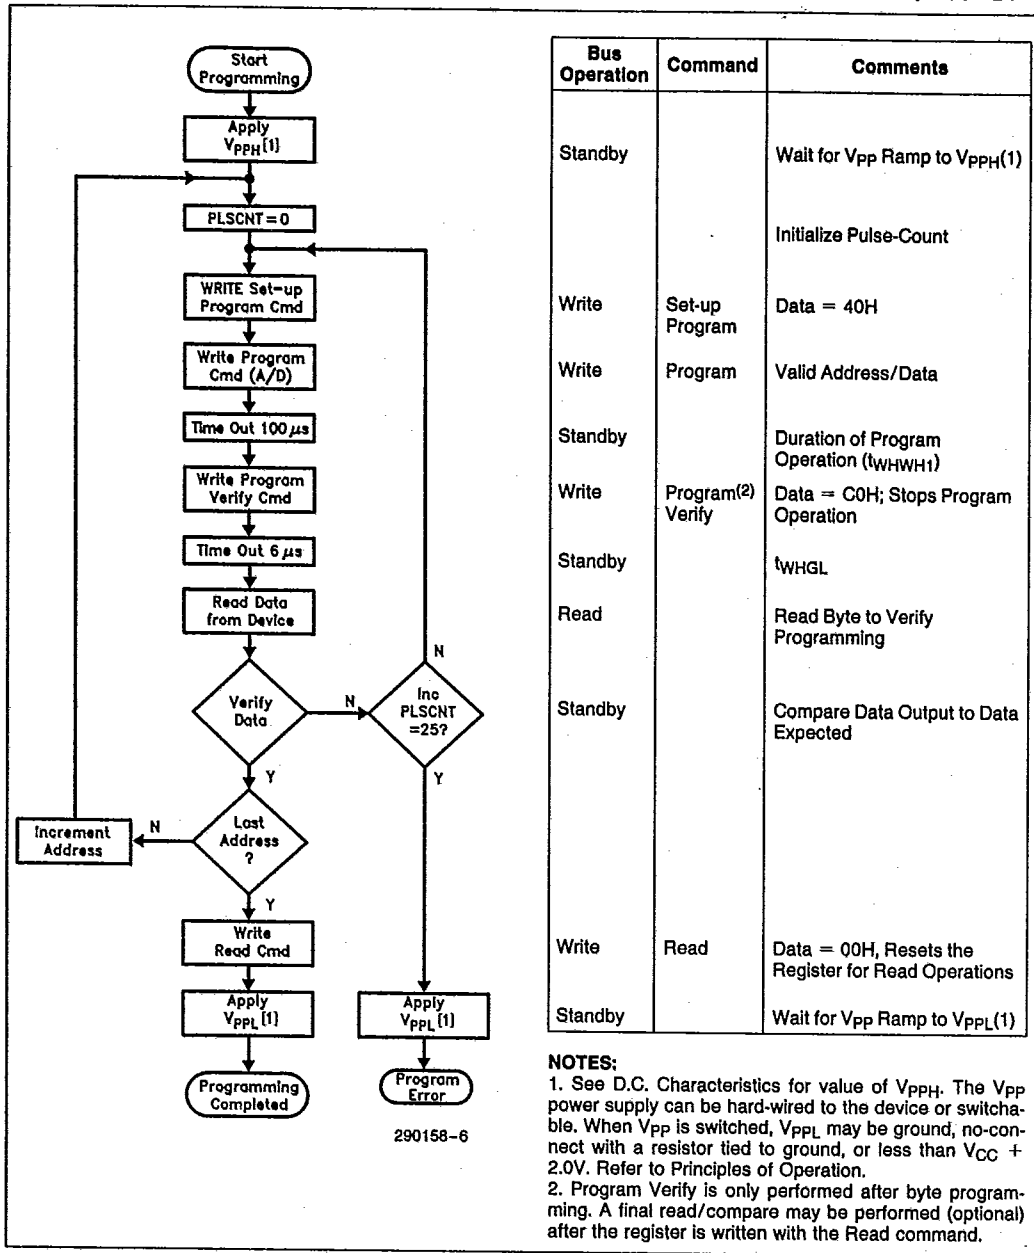 Start
Programming
Apply
VPPH[1]
PLSCNT=0
WRITE Set-up
Program Cmd
Write Program
Cmd (A/D)
Time Out 100 μs
Write Program
Verify Cmd
Time Out 6 μs
Read Data
from Device
Verify
Data
N
Inc
PLSCNT
=25?
N
Y
Y
Last
Address
?
N
Increment
Address
Y
Write
Read Cmd
Apply
VPPL[1]
Apply
VPPL[1]
Programming
Completed
Program
Error
290158-6
Bus
Operation
Command
Comments
Standby
Wait for VPP Ramp to VPPH(1)
Initialize Pulse-Count
Write
Set-up
Program
Data = 40H
Write
Program
Valid Address/Data
Standby
Duration of Program
Operation (tWHWH1)
Write
Program(2)
Verify
Data = C0H; Stops Program
Operation
Standby
tWHGL
Read
Read Byte to Verify
Programming
Standby
Compare Data Output to Data
Expected
Write
Read
Data = 00H, Resets the
Register for Read Operations
Standby
Wait for VPP Ramp to VPPL(1)
NOTES:
1. See D.C. Characteristics for value of VPPH. The VPP
power supply can be hard-wired to the device or switcha-
ble. When VPP is switched, VPPL may be ground, no-con-
nect with a resistor tied to ground, or less than VCC +
2.0V. Refer to Principles of Operation.
2. Program Verify is only performed after byte program-
ming. A final read/compare may be performed (optional)
after the register is written with the Read command.